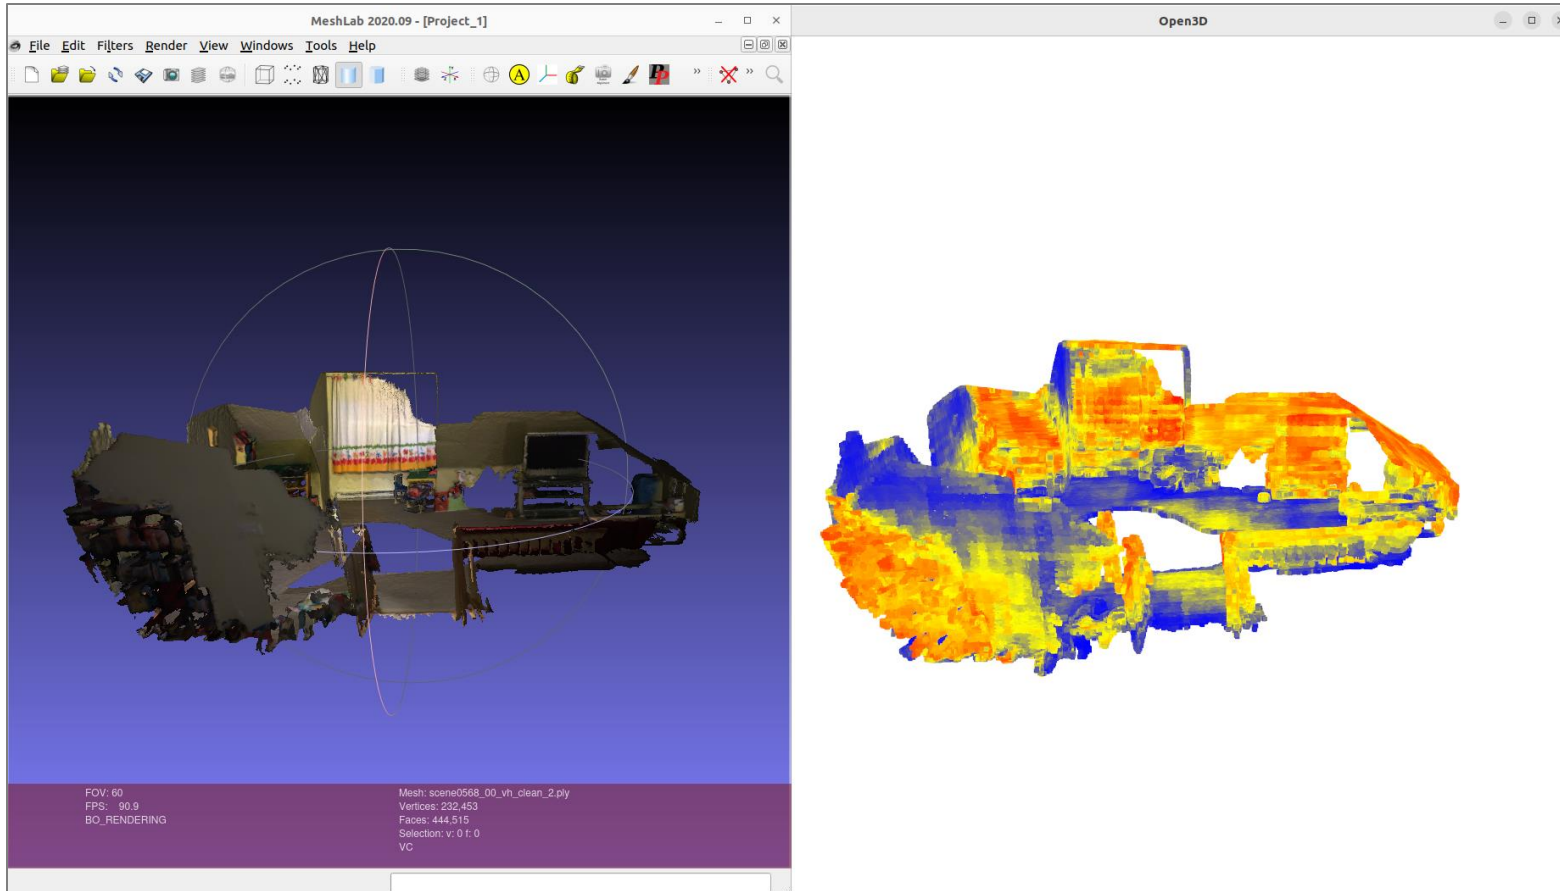 MeshLab 2020.09 - [Project_1]
File Edit Filters Render View Windows Tools Help
A
PP
FOV: 60
FPS: 90.9
BO_RENDERING
Mesh: scene0568_00_vh_clean_2.ply
Vertices: 232,453
Faces: 444,515
Selection: v: 0 f: 0
VC
Open3D